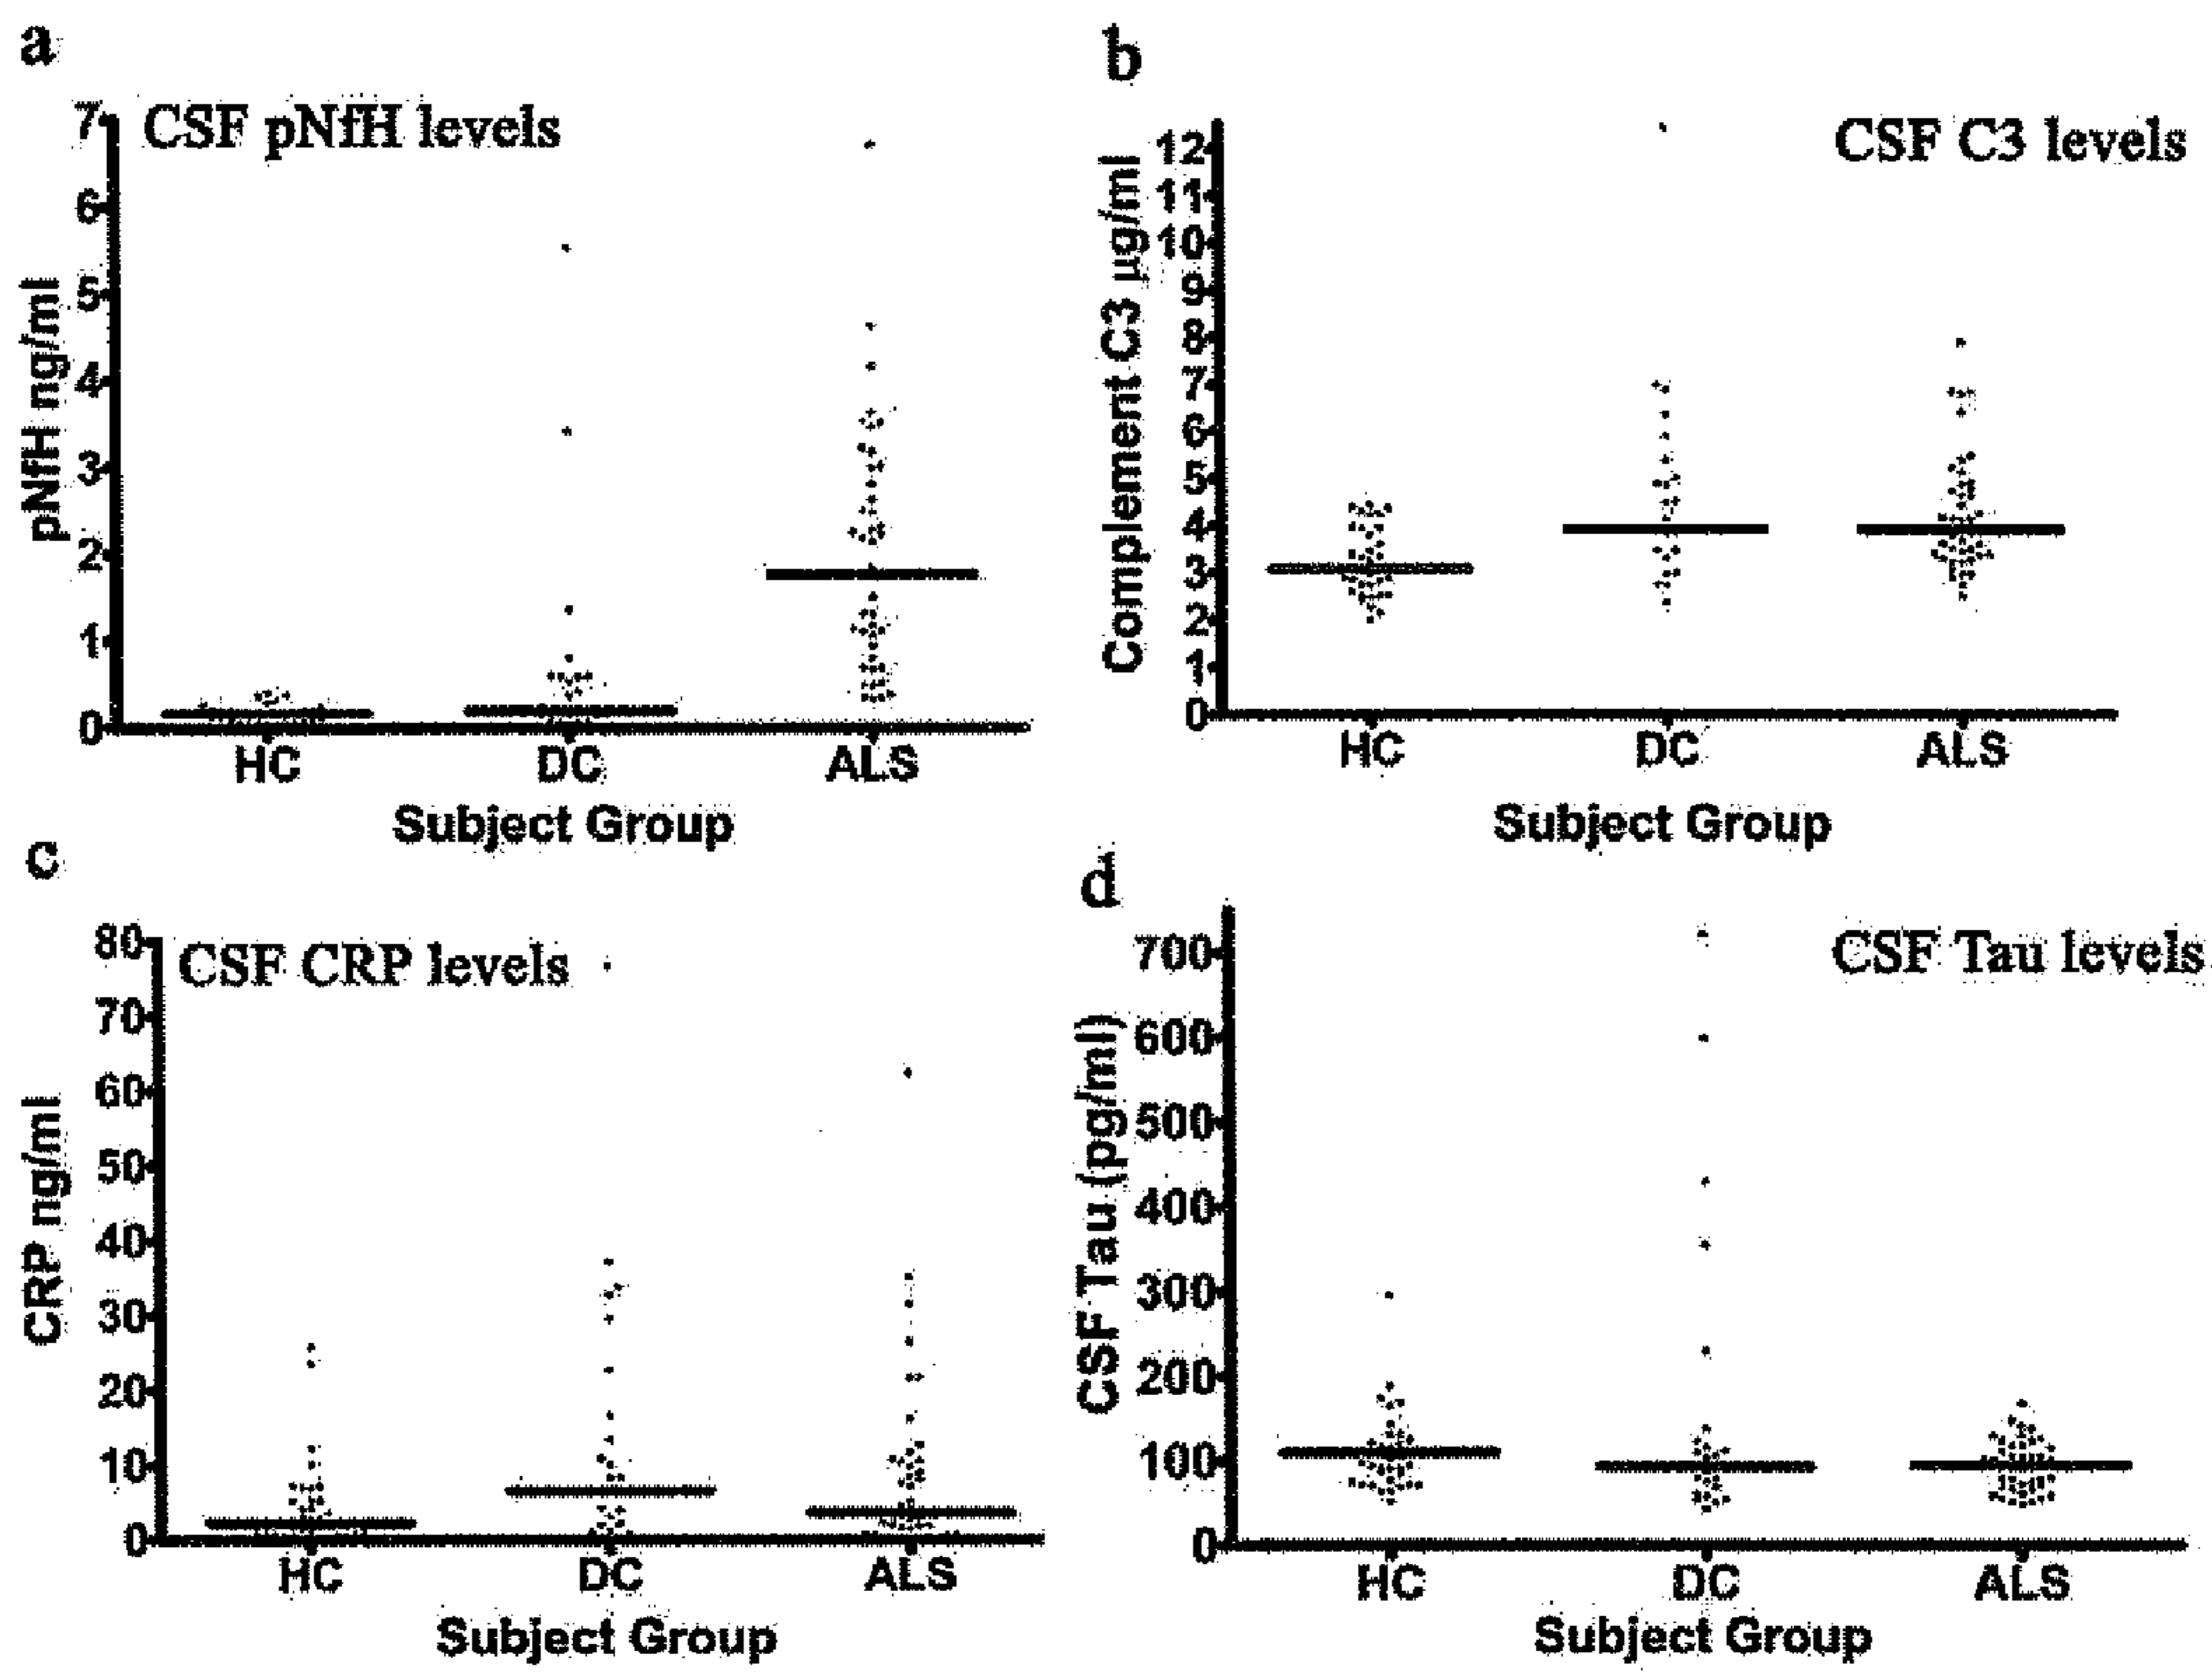 a
CSF pNfH levels
pNfH ng/ml
7
6
5
4
3
2
1
0
HC DC ALS
Subject Group
b
CSF C3 levels
Complement C3 µg/ml
12
11
10
9
8
7
6
5
4
3
2
1
0
HC DC ALS
Subject Group
c
CSF CRP levels
CRP ng/ml
80
70
60
50
40
30
20
10
0
HC DC ALS
Subject Group
d
CSF Tau levels
CSF Tau (pg/ml)
700
600
500
400
300
200
100
0
HC DC ALS
Subject Group